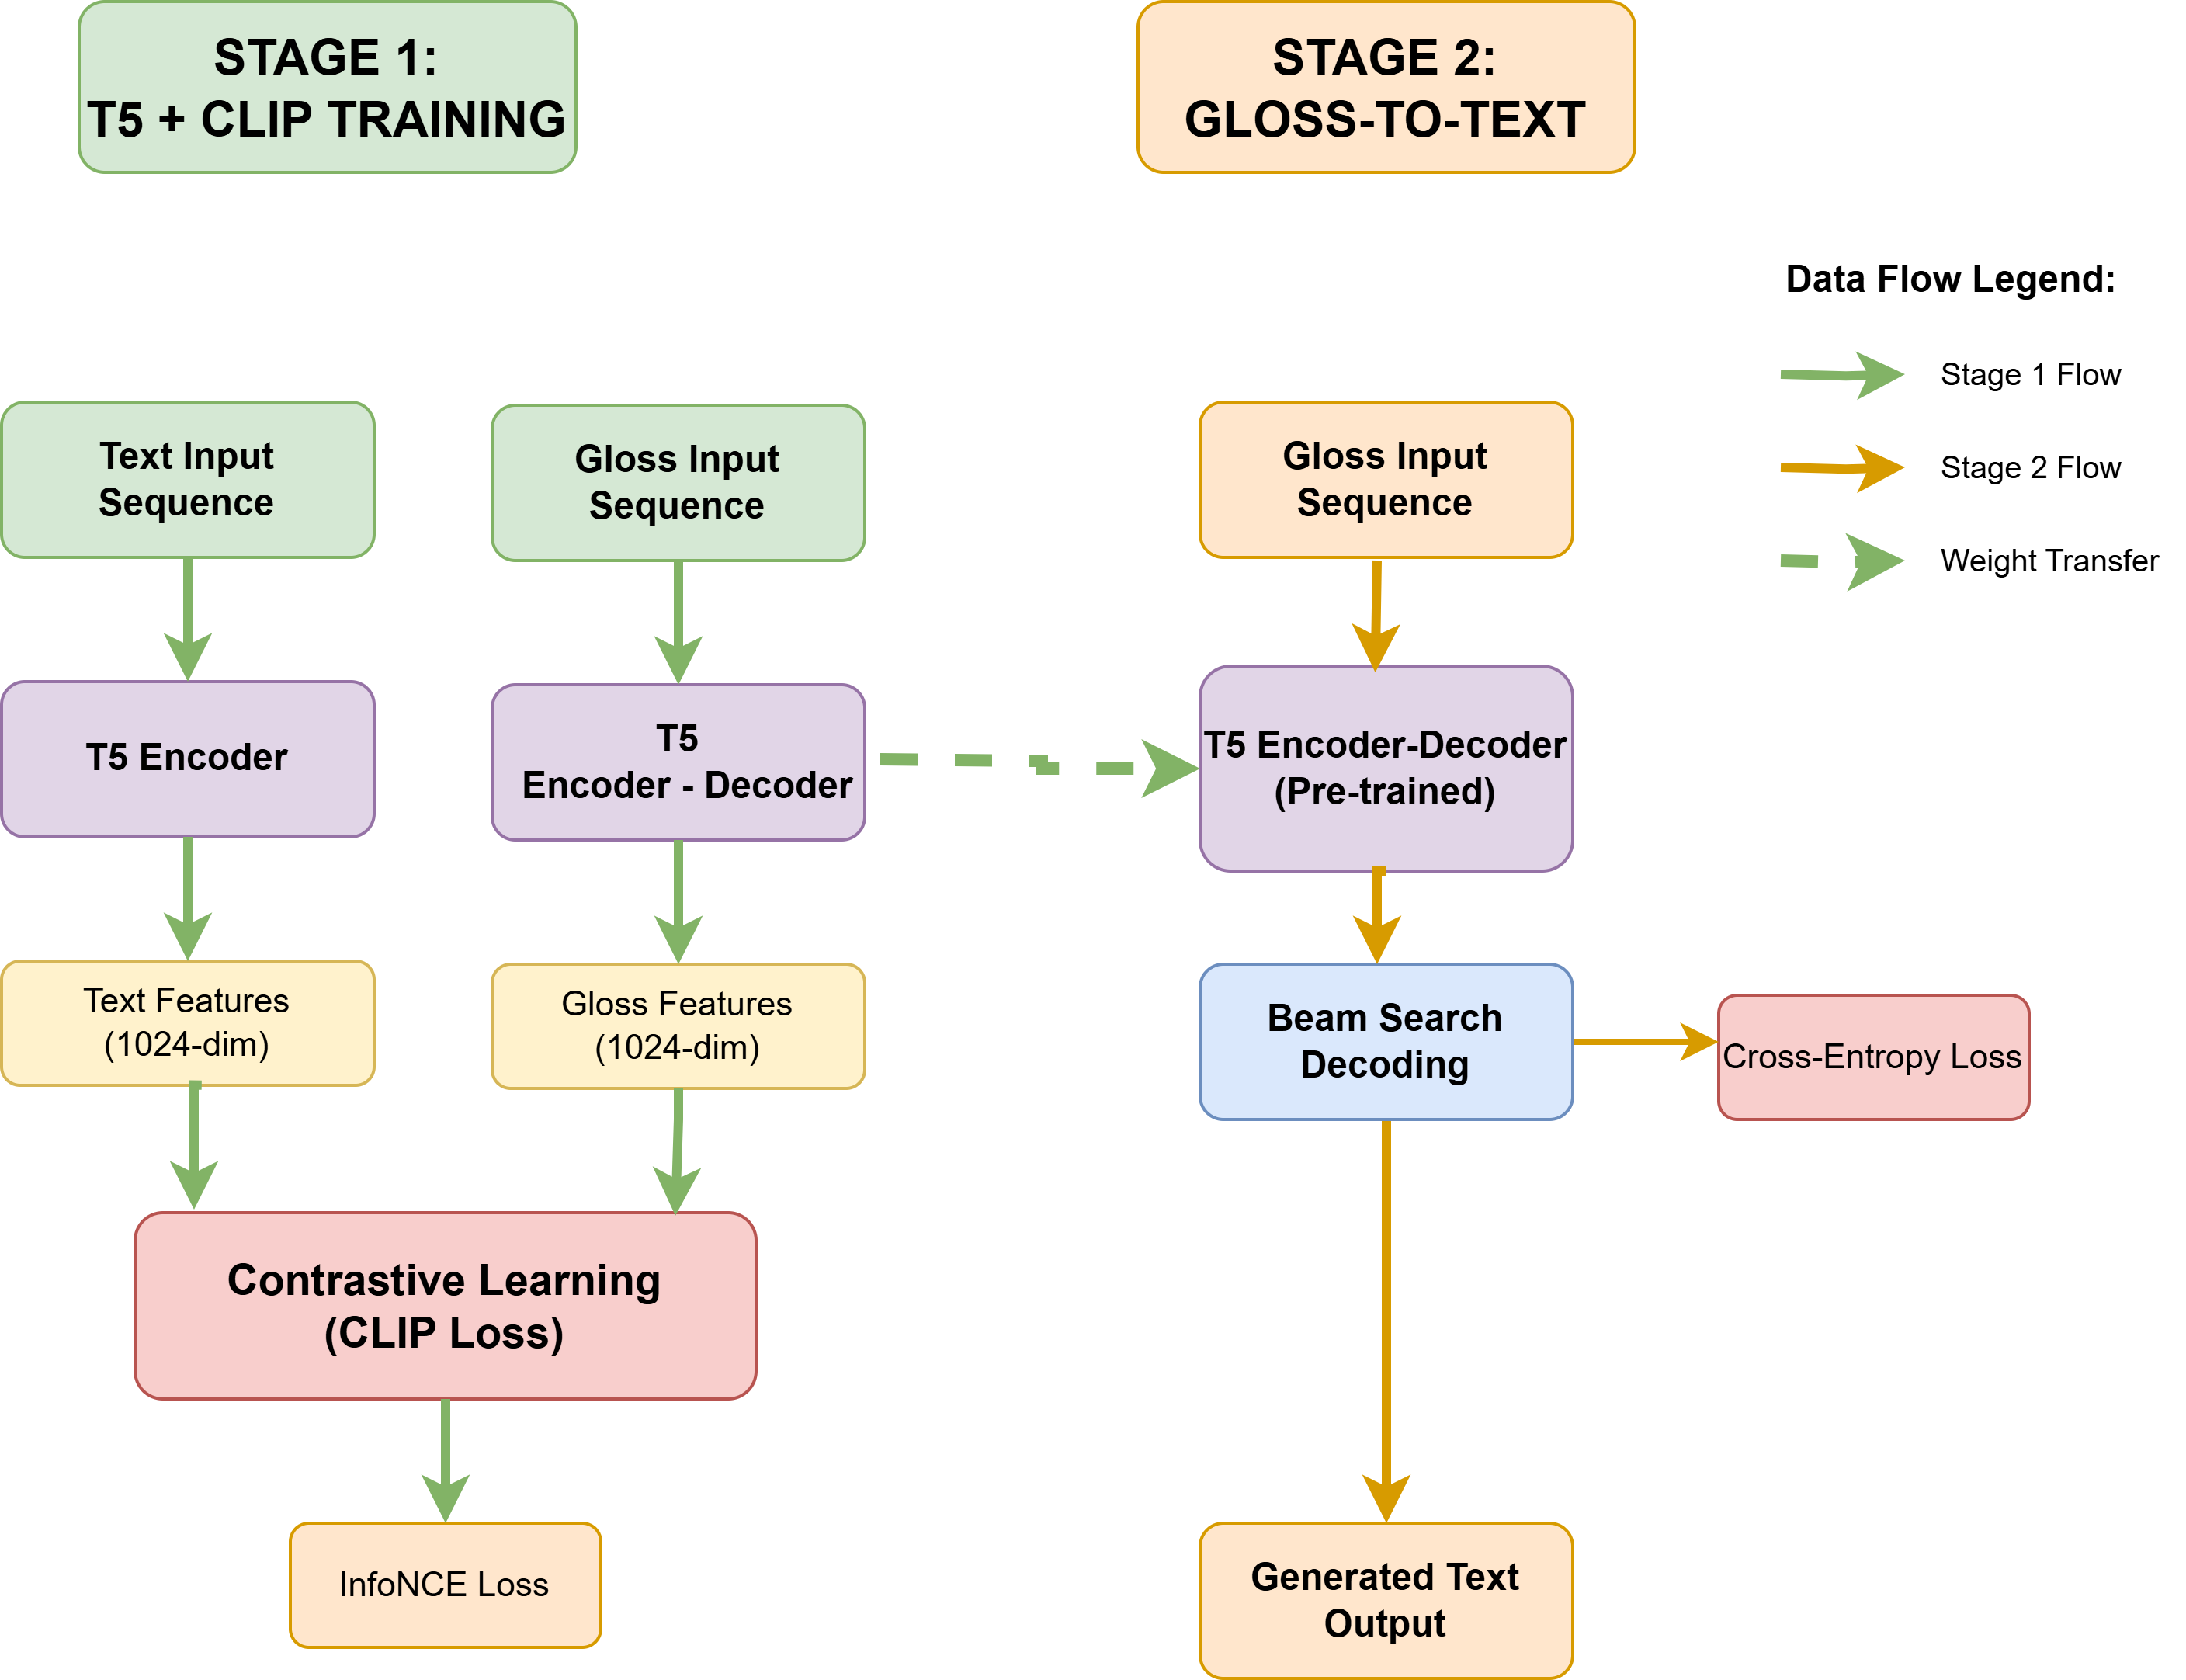 STAGE 1:
T5 + CLIP TRAINING
STAGE 2:
GLOSS-TO-TEXT
Data Flow Legend:
Stage 1 Flow
Stage 2 Flow
Weight Transfer
Text Input
Sequence
Gloss Input
Sequence
Gloss Input
Sequence
T5 Encoder
T5
Encoder - Decoder
T5 Encoder-Decoder
(Pre-trained)
Text Features
(1024-dim)
Gloss Features
(1024-dim)
Beam Search
Decoding
Cross-Entropy Loss
Contrastive Learning
(CLIP Loss)
InfoNCE Loss
Generated Text
Output